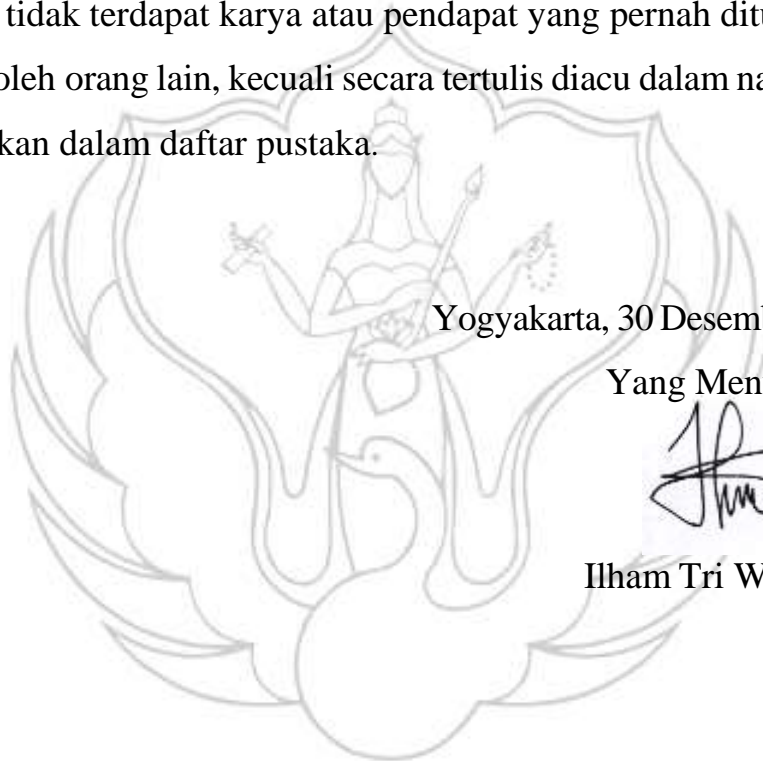 tidak terdapat karya atau pendapat yang pernah ditu
oleh orang lain, kecuali secara tertulis diacu dalam na
kan dalam daftar pustaka.
Yogyakarta, 30 Desemb
Yang Men
Ilham Tri W